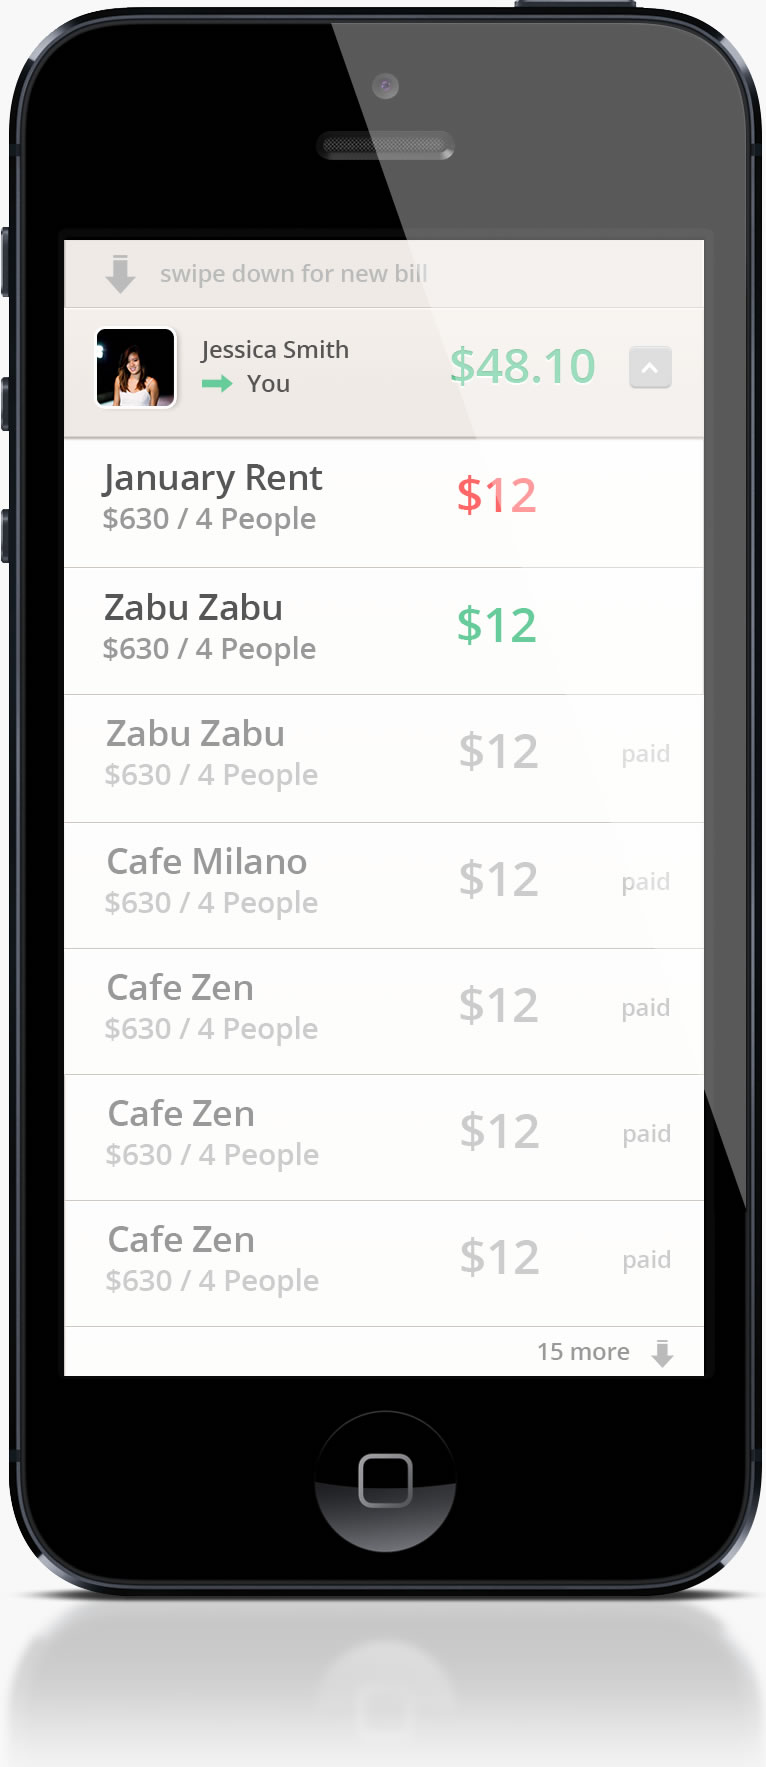 swipe down for new bill
Jessica Smith
You
$48.10
January Rent
$630 / 4 People
$12
Zabu Zabu
$630 / 4 People
$12
Zabu Zabu
$630 / 4 People
$12
paid
Cafe Milano
$630 / 4 People
$12
paid
Cafe Zen
$630 / 4 People
$12
paid
Cafe Zen
$630 / 4 People
$12
paid
Cafe Zen
$630 / 4 People
$12
paid
15 more